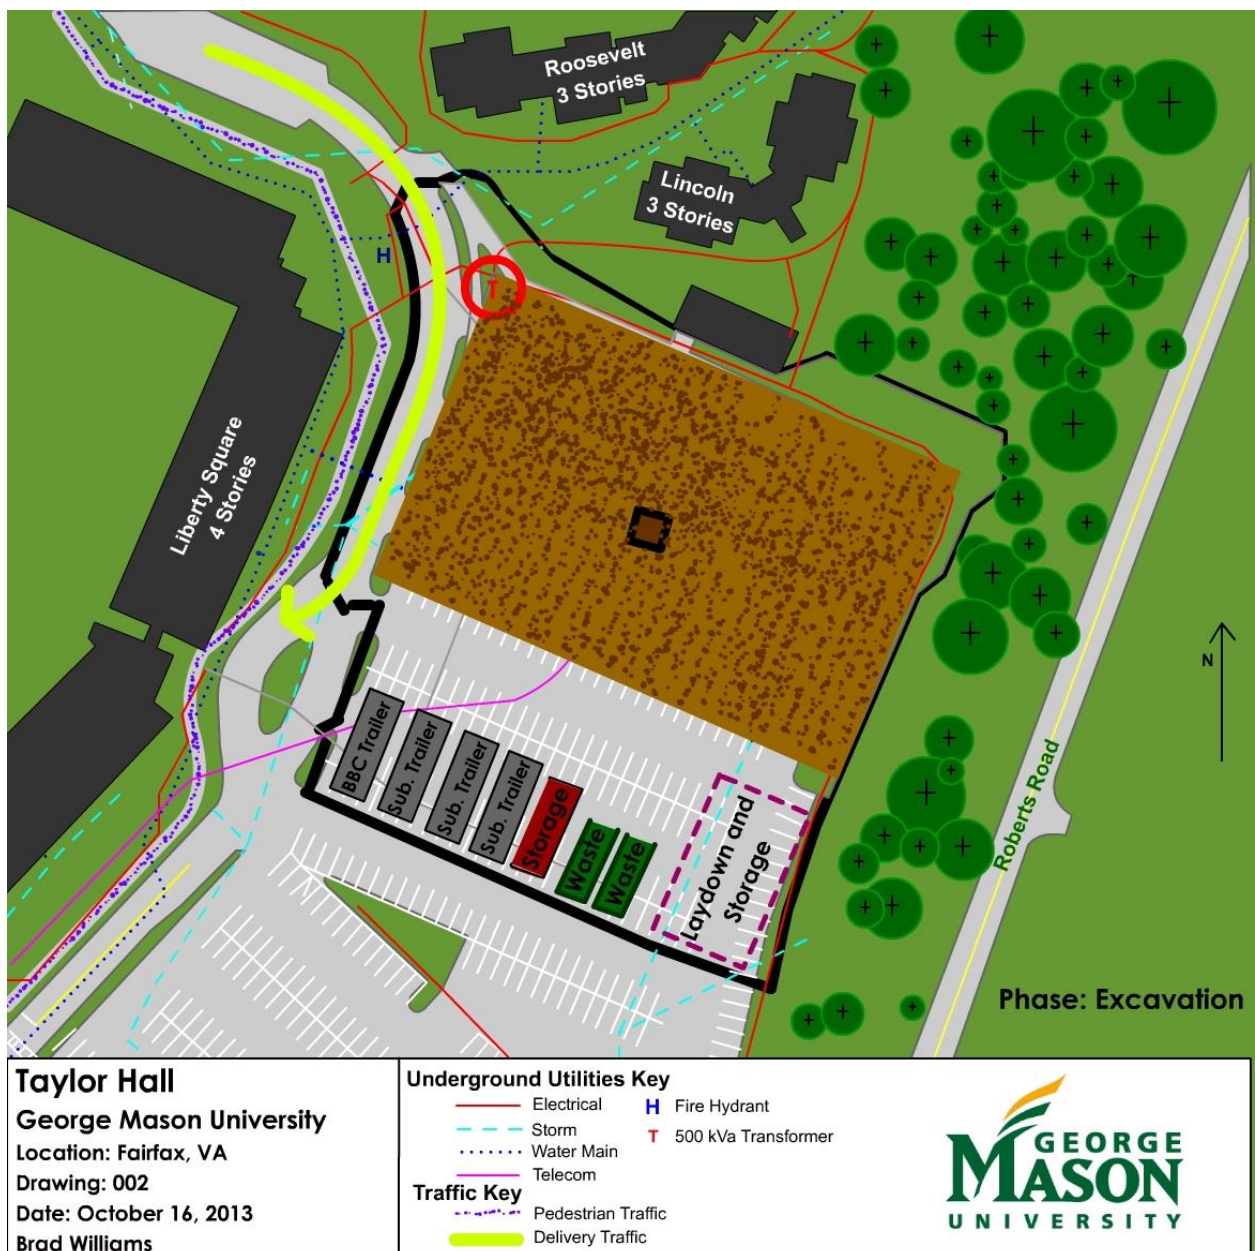 Roosevelt
3 Stories
Lincoln
3 Stories
H
T
Liberty Square
4 Stories
N
BBC Trailer
Sub. Trailer
Sub. Trailer
Sub. Trailer
Storage
Waste
Waste
Laydown and
Storage
Roberts Road
Phase: Excavation
Taylor Hall
George Mason University
Location: Fairfax, VA
Drawing: 002
Date: October 16, 2013
Brad Williams
Underground Utilities Key
Electrical
Storm
Water Main
Telecom
H Fire Hydrant
T 500 kVa Transformer
Traffic Key
Pedestrian Traffic
Delivery Traffic
GEORGE
MASON
UNIVERSITY